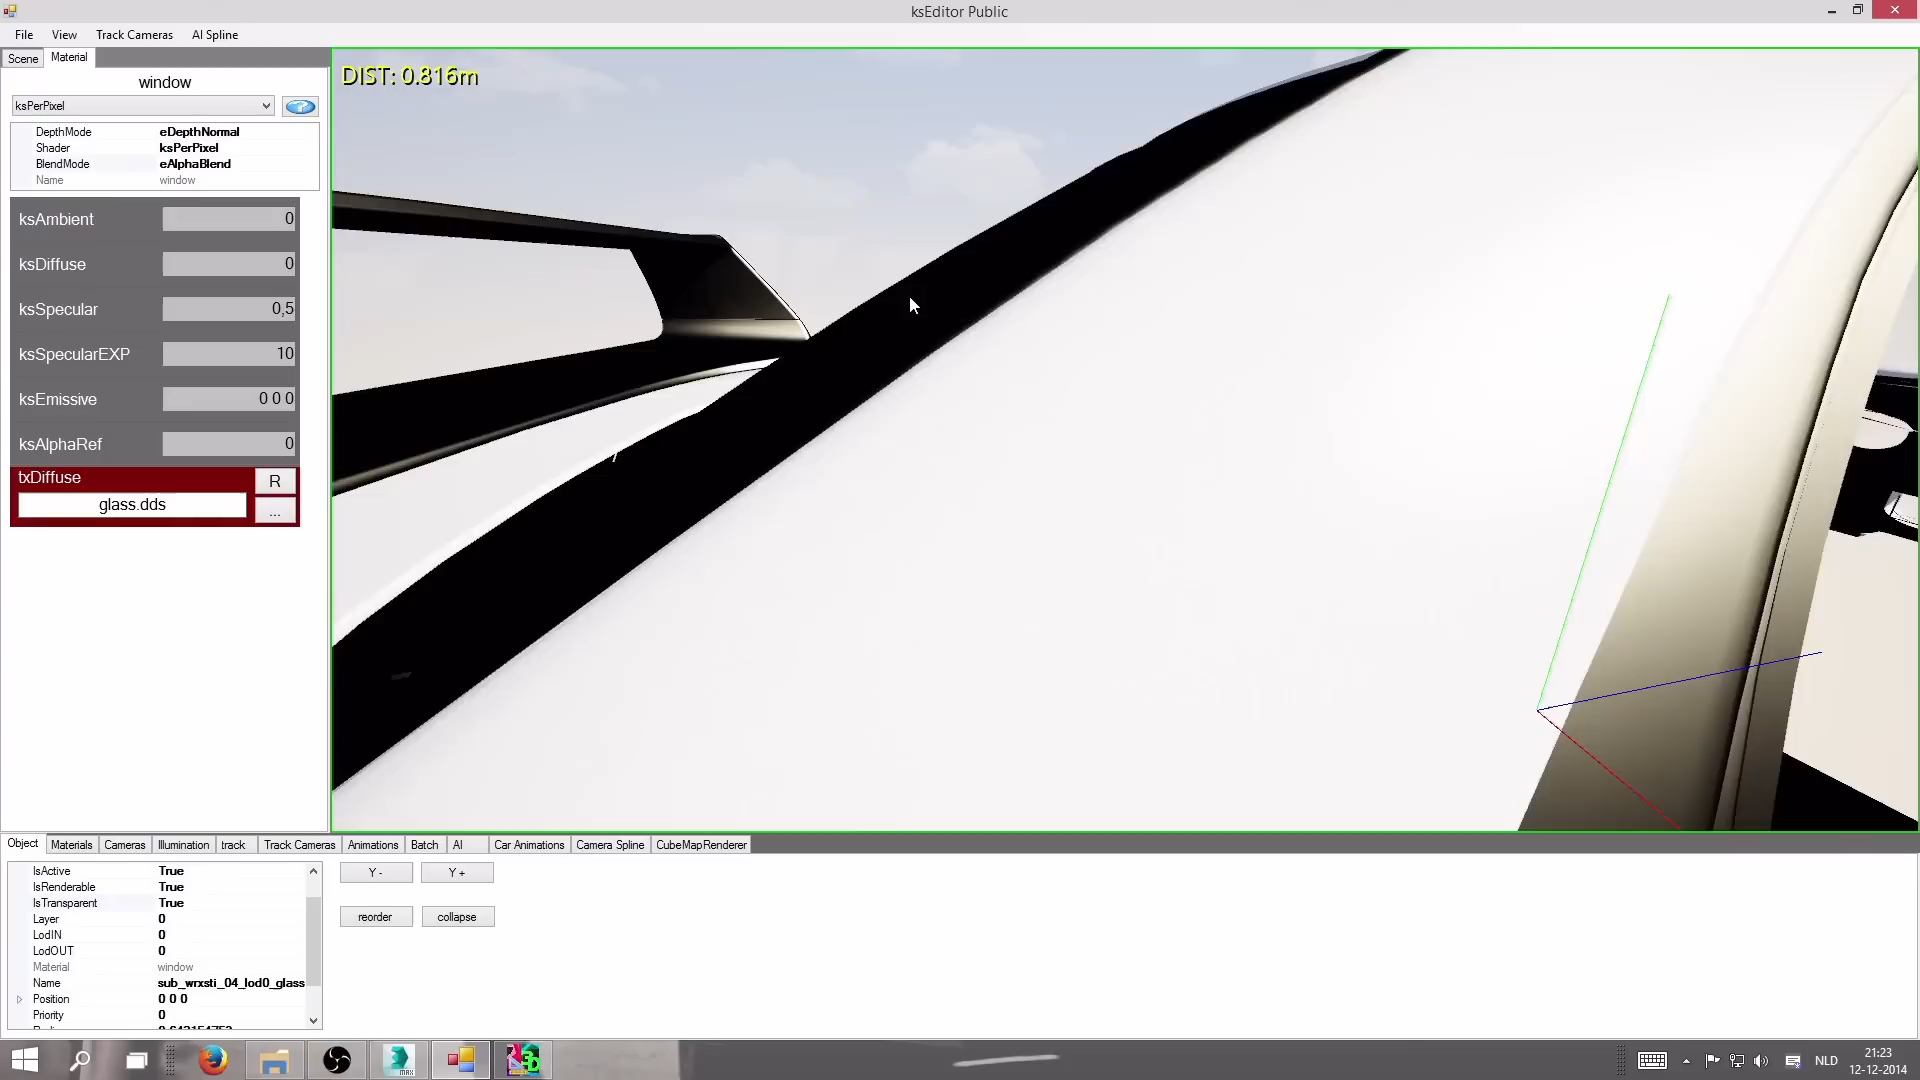 ksEditor Public
File View Track Cameras AI Spline
Scene Material
window
ksPerPixel
DepthMode eDepthNormal
Shader ksPerPixel
BlendMode eAlphaBlend
Name window
ksAmbient 0
ksDiffuse 0
ksSpecular 0,5
ksSpecularEXP 10
ksEmissive 0 0 0
ksAlphaRef 0
txDiffuse R
glass.dds ...
DIST: 0.816m
Object Materials Cameras Illumination track Track Cameras Animations Batch AI Car Animations Camera Spline CubeMapRenderer
IsActive True
IsRenderable True
IsTransparent True
Layer 0
LodIN 0
LodOUT 0
Material window
Name sub_wrxsti_04_lod0_glass
Position 0 0 0
Priority 0
Y - Y +
reorder collapse
MAX
NLD
21:23
12-12-2014